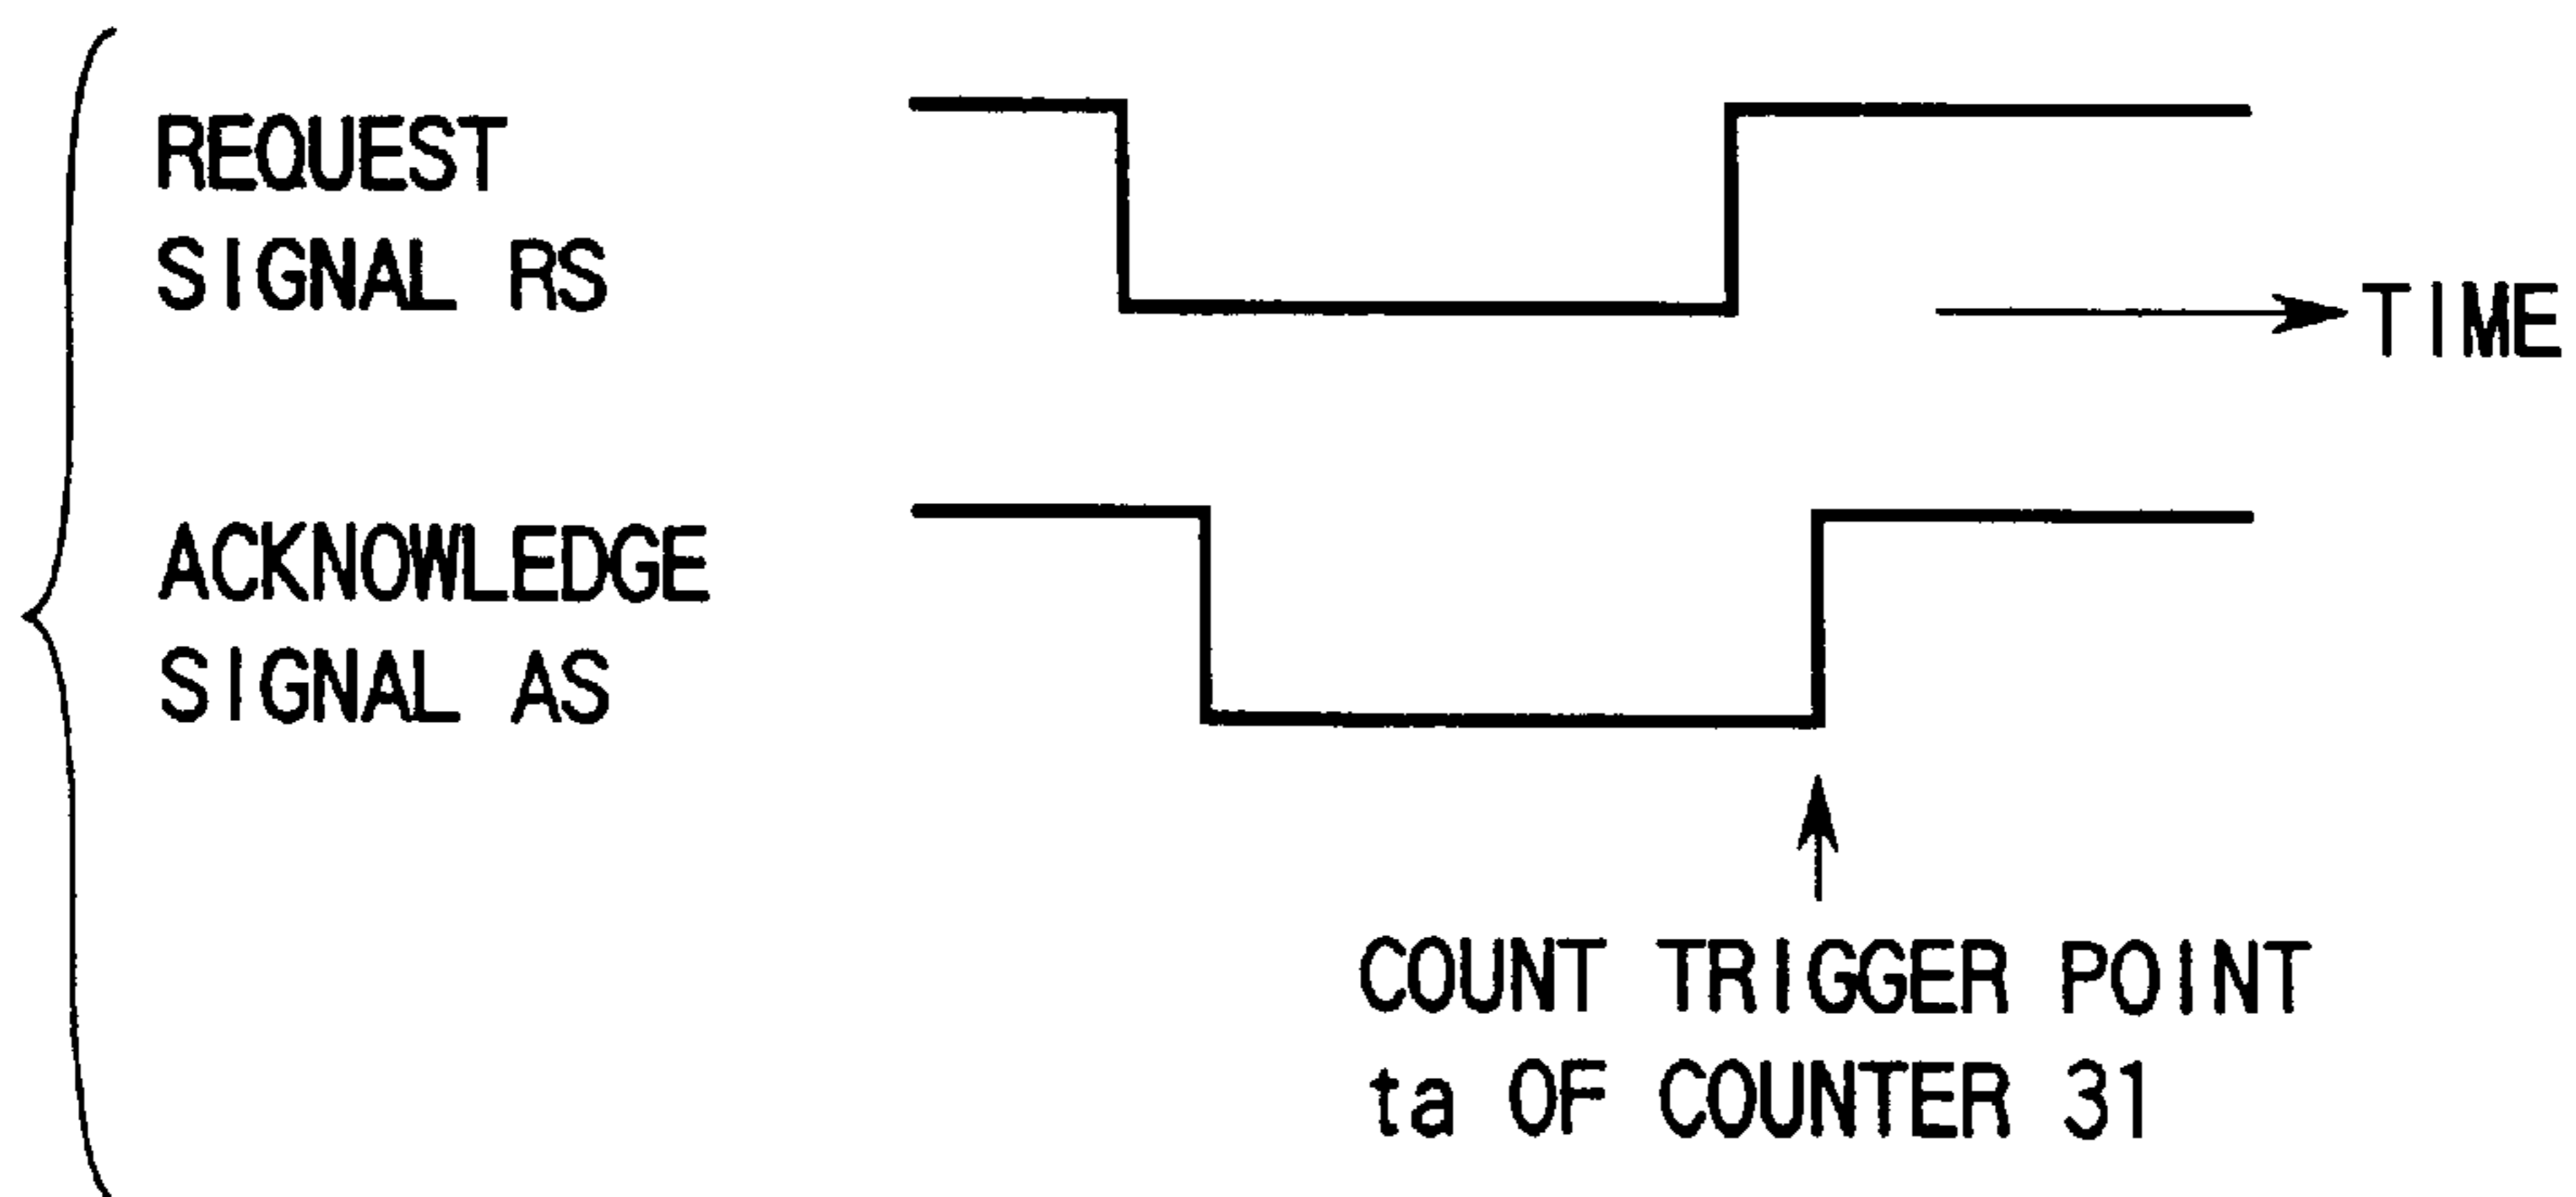 REQUEST
SIGNAL RS
TIME
ACKNOWLEDGE
SIGNAL AS
COUNT TRIGGER POINT
ta OF COUNTER 31